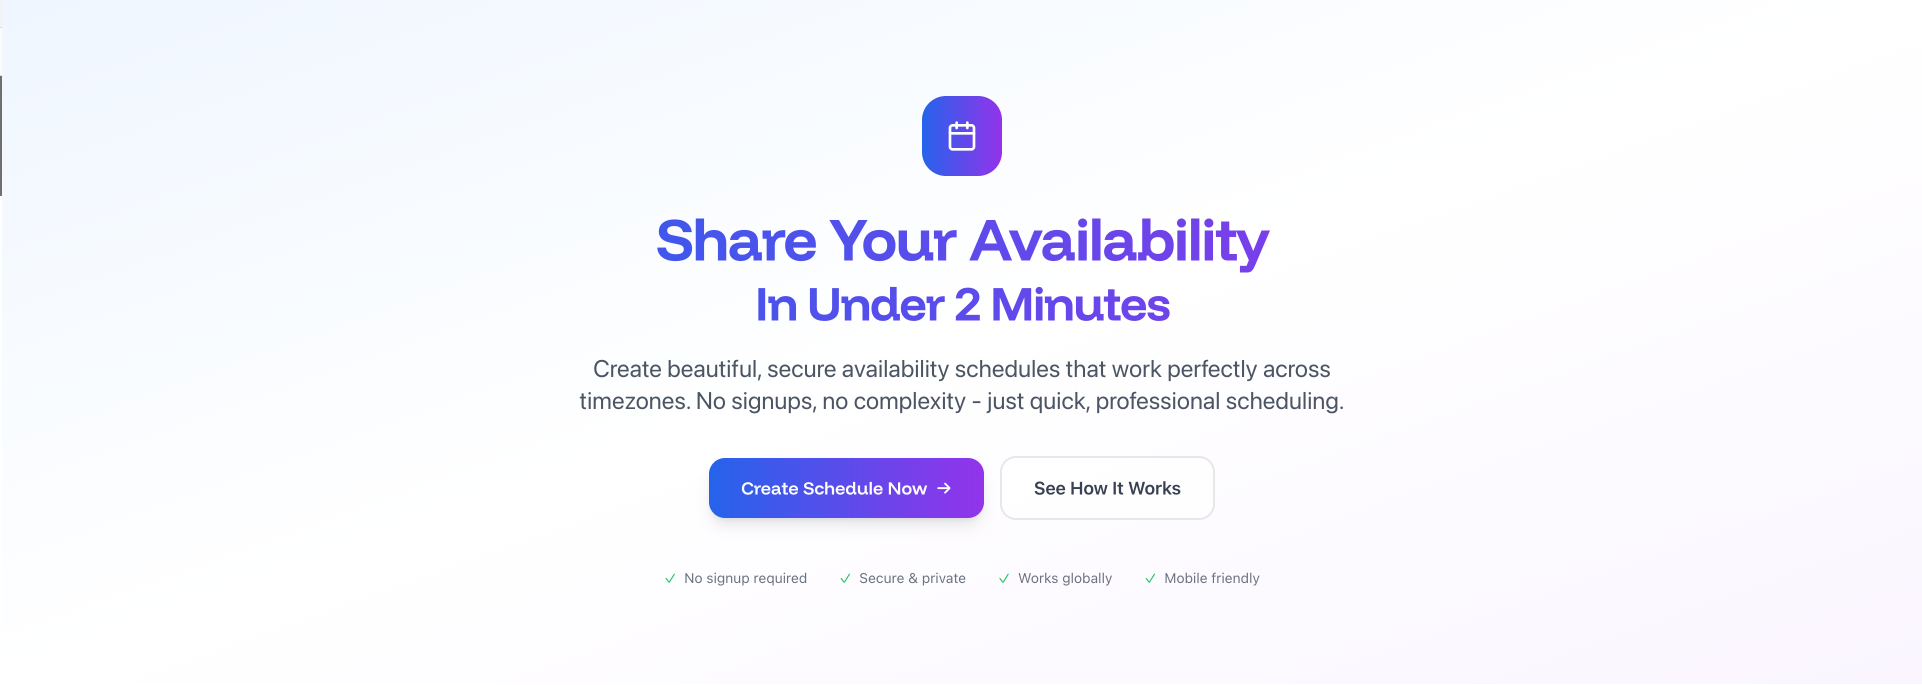 Share Your Availability
In Under 2 Minutes
Create beautiful, secure availability schedules that work perfectly across
timezones. No signups, no complexity - just quick, professional scheduling.
Create Schedule Now →
See How It Works
✓ No signup required
✓ Secure & private
✓ Works globally
✓ Mobile friendly